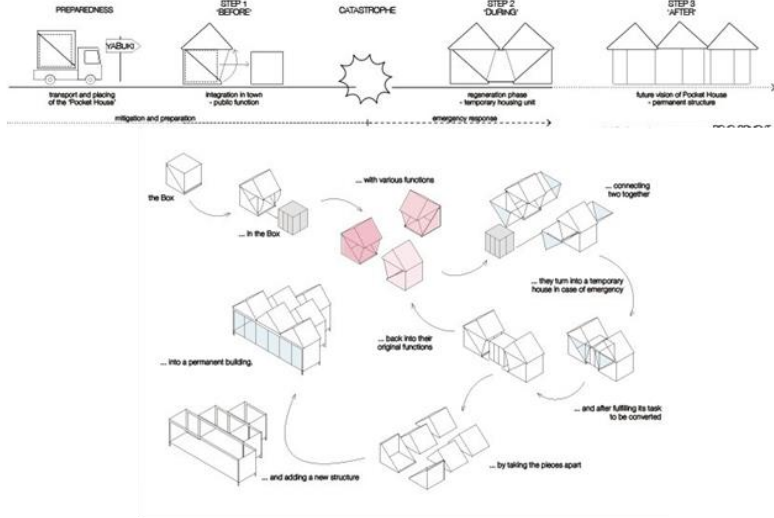 PREPAREDNESS
STEP 1
'BEFORE'
CATASTROPHE
STEP 2
'DURING'
STEP 3
'AFTER'
YABUKI
transport and placing
of the 'Pocket House'
integration in town
- public function
regeneration phase
- temporary housing unit
future vision of Pocket House
- permanent structure
mitigation and preparation
emergency response
the Box
... in the Box
... with various functions
... connecting
two together
... they turn into a temporary
house in case of emergency
... back into their
original functions
... into a permanent building.
... and after fulfilling its task
to be converted
... by taking the pieces apart
... and adding a new structure